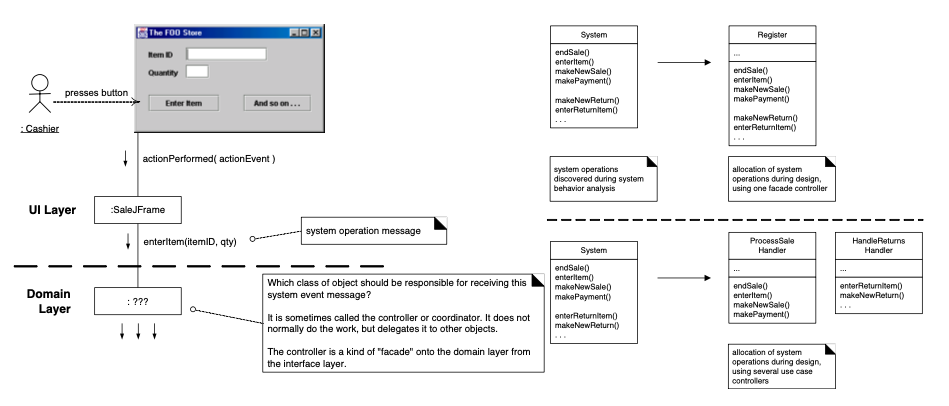 The FOO Store
Item ID
Quantity
Enter Item
And so on . . .
presses button
: Cashier
actionPerformed( actionEvent )
UI Layer
:SaleJFrame
system operation message
enterItem(itemID, qty)
Domain
Layer
: ???
Which class of object should be responsible for receiving this
system event message?
It is sometimes called the controller or coordinator. It does not
normally do the work, but delegates it to other objects.
The controller is a kind of "facade" onto the domain layer from
the interface layer.
System
endSale()
enterItem()
makeNewSale()
makePayment()
makeNewReturn()
enterReturnItem()
. . .
Register
...
endSale()
enterItem()
makeNewSale()
makePayment()
makeNewReturn()
enterReturnItem()
. . .
system operations
discovered during system
behavior analysis
allocation of system
operations during design,
using one facade controller
System
endSale()
enterItem()
makeNewSale()
makePayment()
enterReturnItem()
makeNewReturn()
. . .
ProcessSale
Handler
...
endSale()
enterItem()
makeNewSale()
makePayment()
HandleReturns
Handler
...
enterReturnItem()
makeNewReturn()
. . .
allocation of system
operations during design,
using several use case
controllers